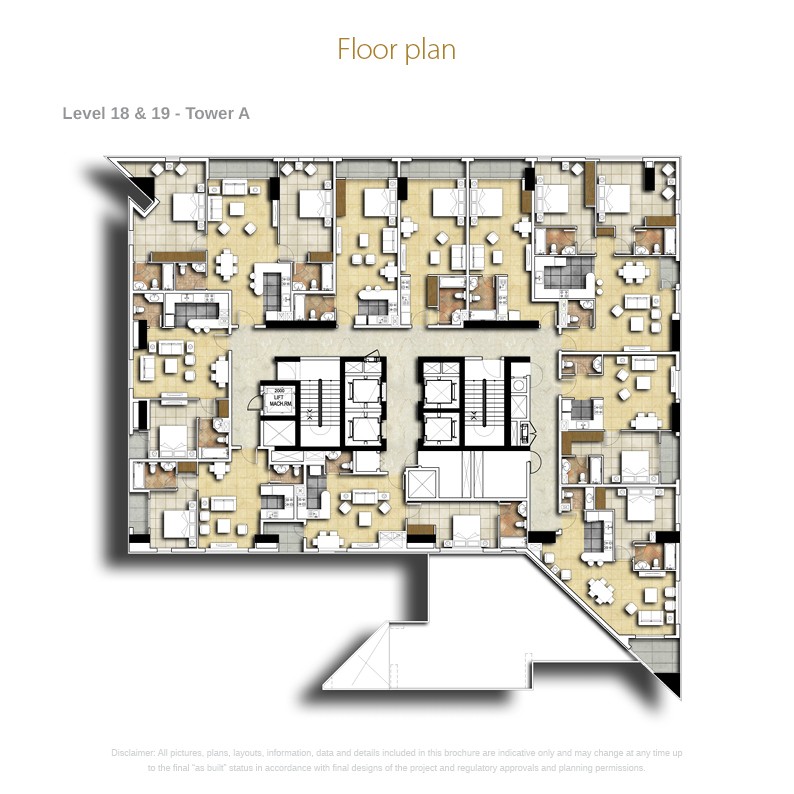 Floor plan
Level 18 & 19 - Tower A
2000
LIFT
MACH.RM.
Disclaimer: All pictures, plans, layouts, information, data and details included in this brochure are indicative only and may change at any time up
to the final "as built" status in accordance with final designs of the project and regulatory approvals and planning permissions.